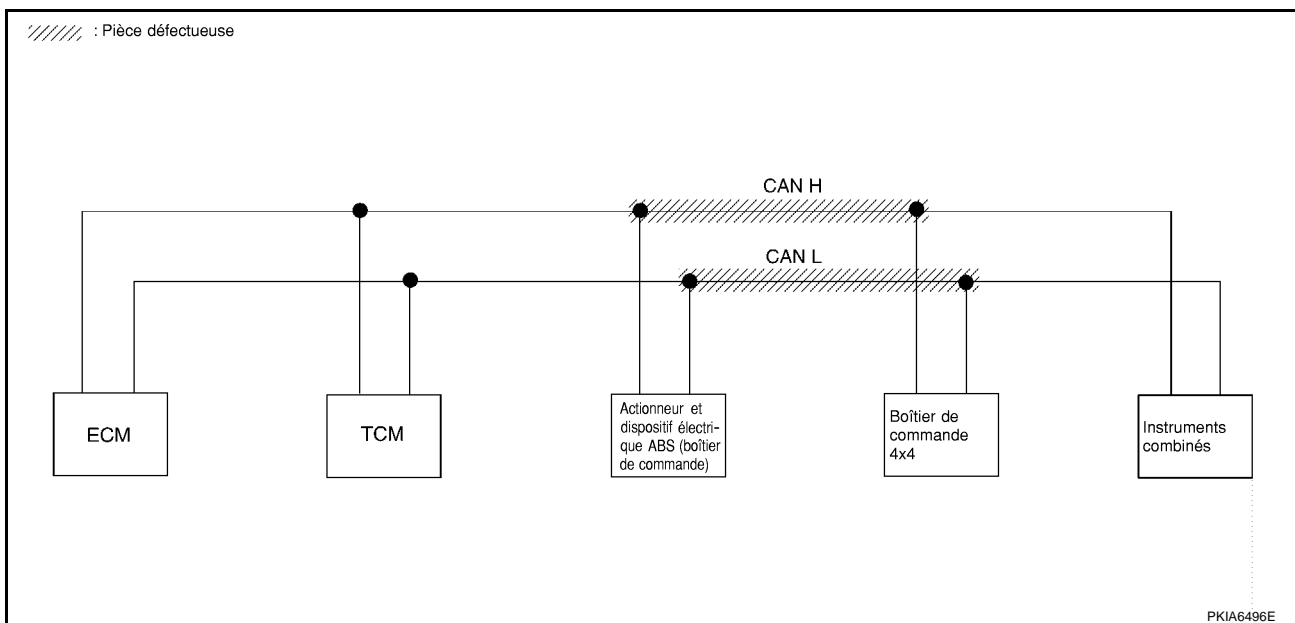 : Pièce défectueuse
CAN H
CAN L
ECM
TCM
Actionneur et
dispositif électri-
que ABS (boîtier
de commande)
Boîtier de
commande
4x4
Instruments
combinés
PKIA6496E